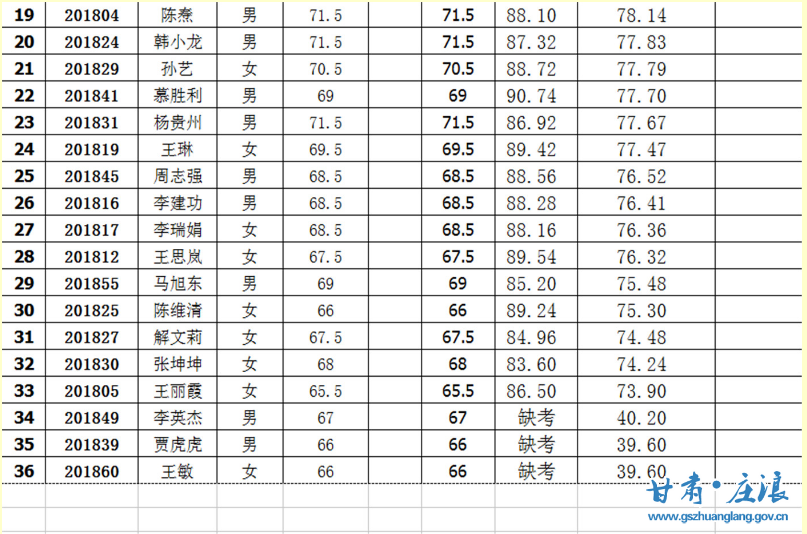 19 201804 陈焘 男 71.5 71.5 88.10 78.14
20 201824 韩小龙 男 71.5 71.5 87.32 77.83
21 201829 孙艺 女 70.5 70.5 88.72 77.79
22 201841 慕胜利 男 69 69 90.74 77.70
23 201831 杨贵州 男 71.5 71.5 86.92 77.67
24 201819 王琳 女 69.5 69.5 89.42 77.47
25 201845 周志强 男 68.5 68.5 88.56 76.52
26 201816 李建功 男 68.5 68.5 88.28 76.41
27 201817 李瑞娟 女 68.5 68.5 88.16 76.36
28 201812 王思岚 女 67.5 67.5 89.54 76.32
29 201855 马旭东 男 69 69 85.20 75.48
30 201825 陈维清 女 66 66 89.24 75.30
31 201827 解文莉 女 67.5 67.5 84.96 74.48
32 201830 张坤坤 女 68 68 83.60 74.24
33 201805 王丽霞 女 65.5 65.5 86.50 73.90
34 201849 李英杰 男 67 67 缺考 40.20
35 201839 贾虎虎 男 66 66 缺考 39.60
36 201860 王敏 女 66 66 缺考 39.60
甘肃·庄浪
www.gszhuanglang.gov.cn